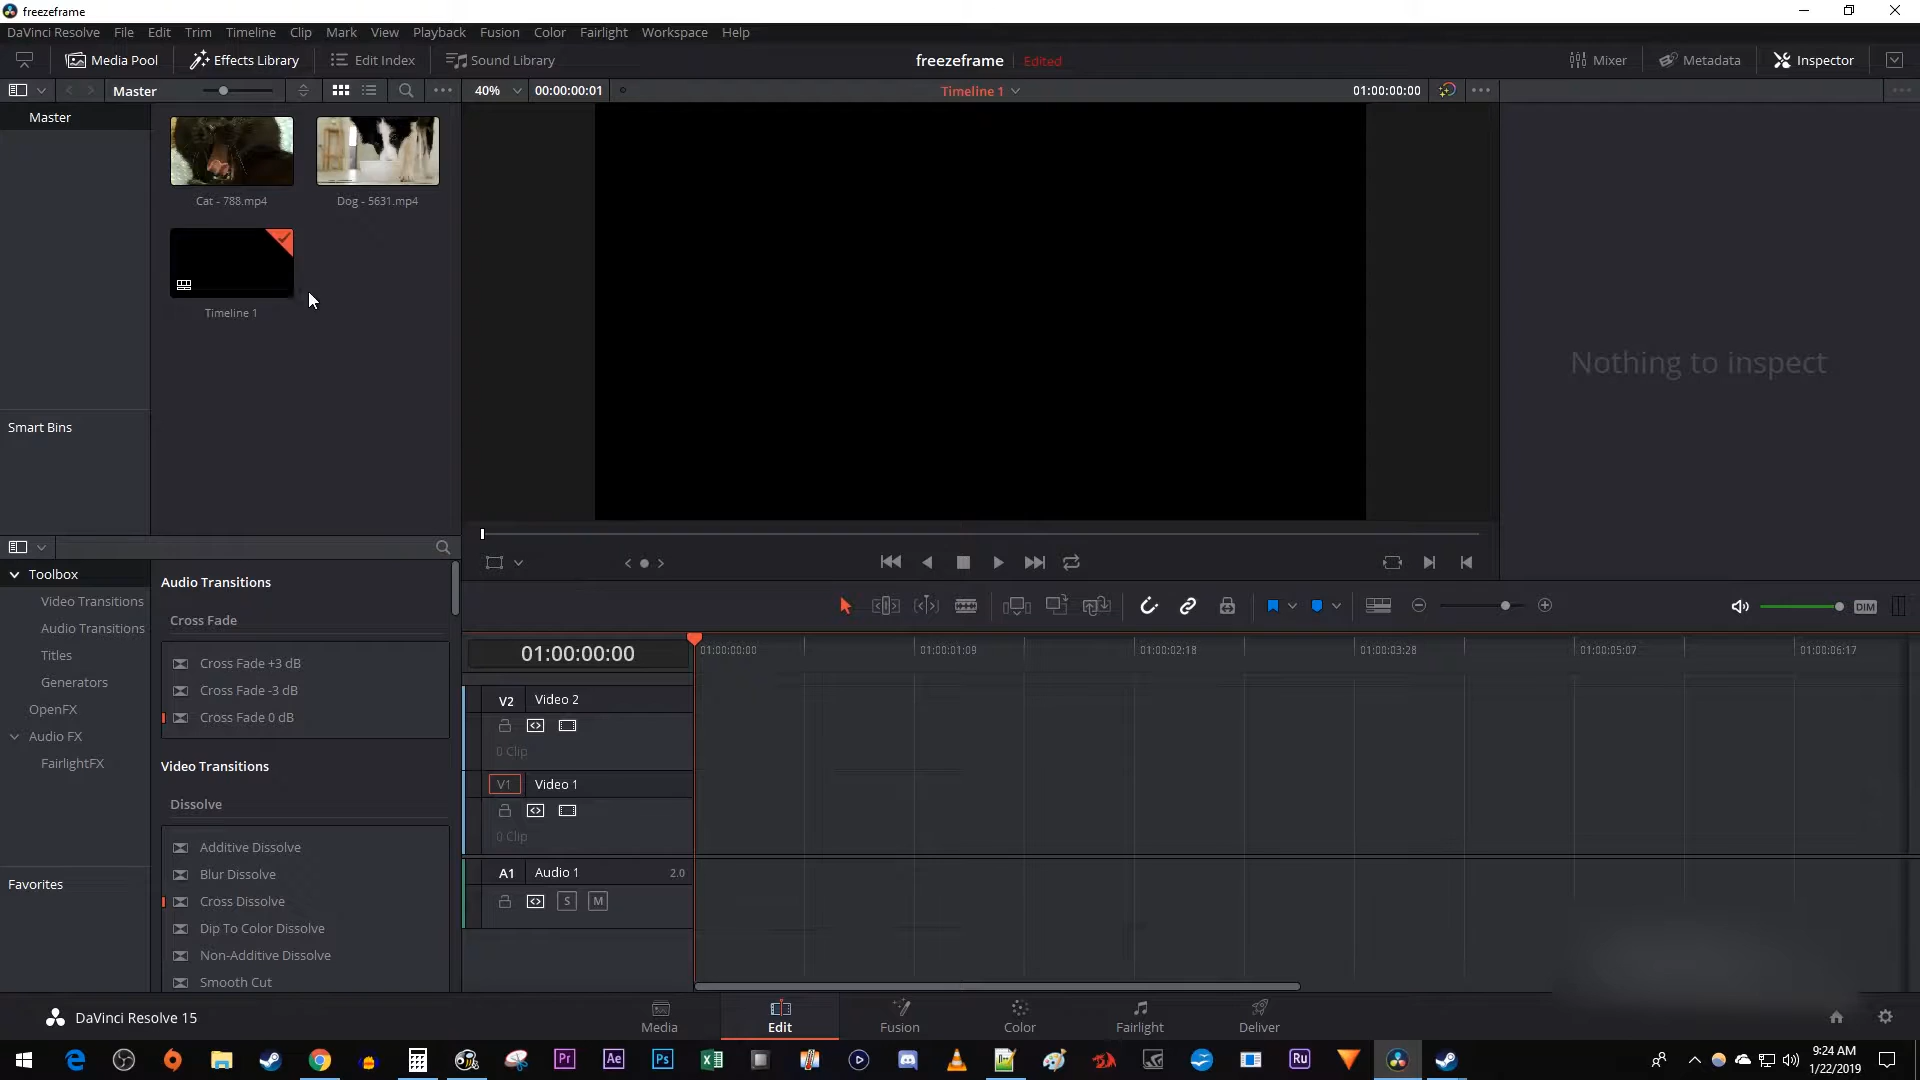 freezeframe
DaVinci Resolve File Edit Trim Timeline Clip Mark View Playback Fusion Color Fairlight Workspace Help
Media Pool Effects Library Edit Index Sound Library freezeframe Edited Mixer Metadata Inspector
Master 40% 00:00:00:01 Timeline 1 01:00:00:00
Master
Cat - 788.mp4 Dog - 5631.mp4
Timeline 1
Nothing to inspect
Smart Bins
Toolbox
Video Transitions
Audio Transitions
Titles
Generators
OpenFX
Audio FX
FairlightFX
Favorites
Audio Transitions
Cross Fade
Cross Fade +3 dB
Cross Fade -3 dB
Cross Fade 0 dB
Video Transitions
Dissolve
Additive Dissolve
Blur Dissolve
Cross Dissolve
Dip To Color Dissolve
Non-Additive Dissolve
Smooth Cut
DIM
01:00:00:00 01:00:00:00 01:00:01:09 01:00:02:18 01:00:03:28 01:00:05:07 01:00:06:17
V2 Video 2
0 Clip
V1 Video 1
0 Clip
A1 Audio 1 2.0
S M
DaVinci Resolve 15 Media Edit Fusion Color Fairlight Deliver
Pr Ae Ps Ru
9:24 AM
1/22/2019